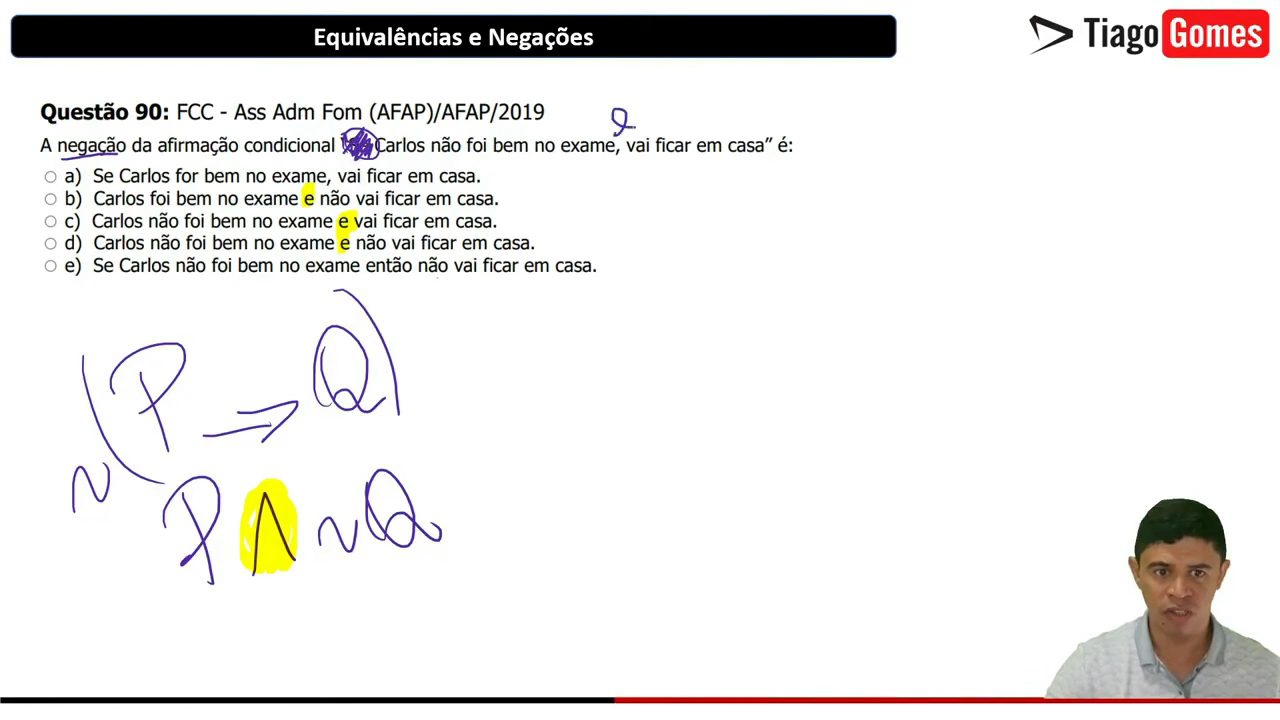 Equivalências e Negações
Tiago Gomes
Questão 90: FCC - Ass Adm Fom (AFAP)/AFAP/2019
e
A negação da afirmação condicional Carlos não foi bem no exame, vai ficar em casa” é:
a) Se Carlos for bem no exame, vai ficar em casa.
b) Carlos foi bem no exame e não vai ficar em casa.
c) Carlos não foi bem no exame e vai ficar em casa.
d) Carlos não foi bem no exame e não vai ficar em casa.
e) Se Carlos não foi bem no exame então não vai ficar em casa.
~(P → Q)
P ∧ ~Q